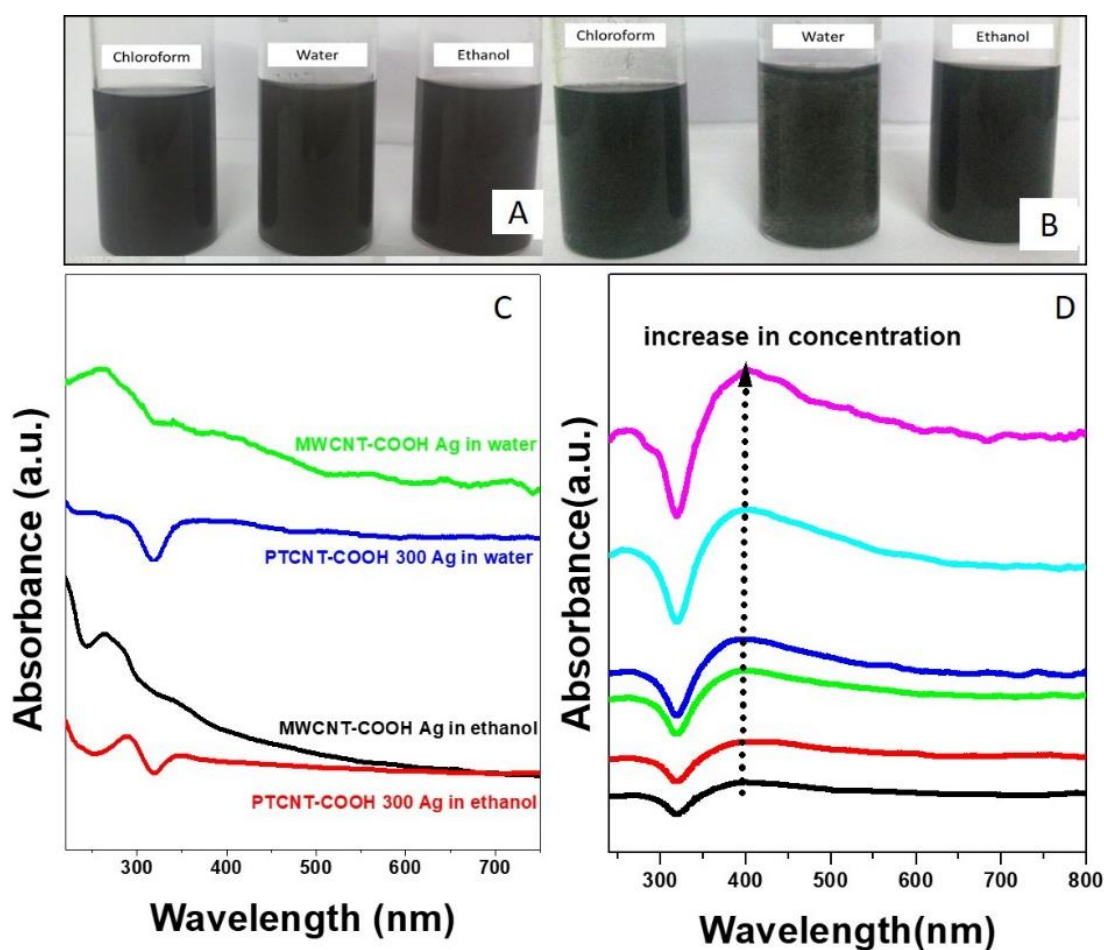 Chloroform
Water
Ethanol
A
Chloroform
Water
Ethanol
B
C
MWCNT-COOH Ag in water
PTCNT-COOH 300 Ag in water
MWCNT-COOH Ag in ethanol
PTCNT-COOH 300 Ag in ethanol
Absorbance (a.u.)
300 400 500 600 700
Wavelength (nm)
D
increase in concentration
Absorbance(a.u.)
300 400 500 600 700 800
Wavelength(nm)